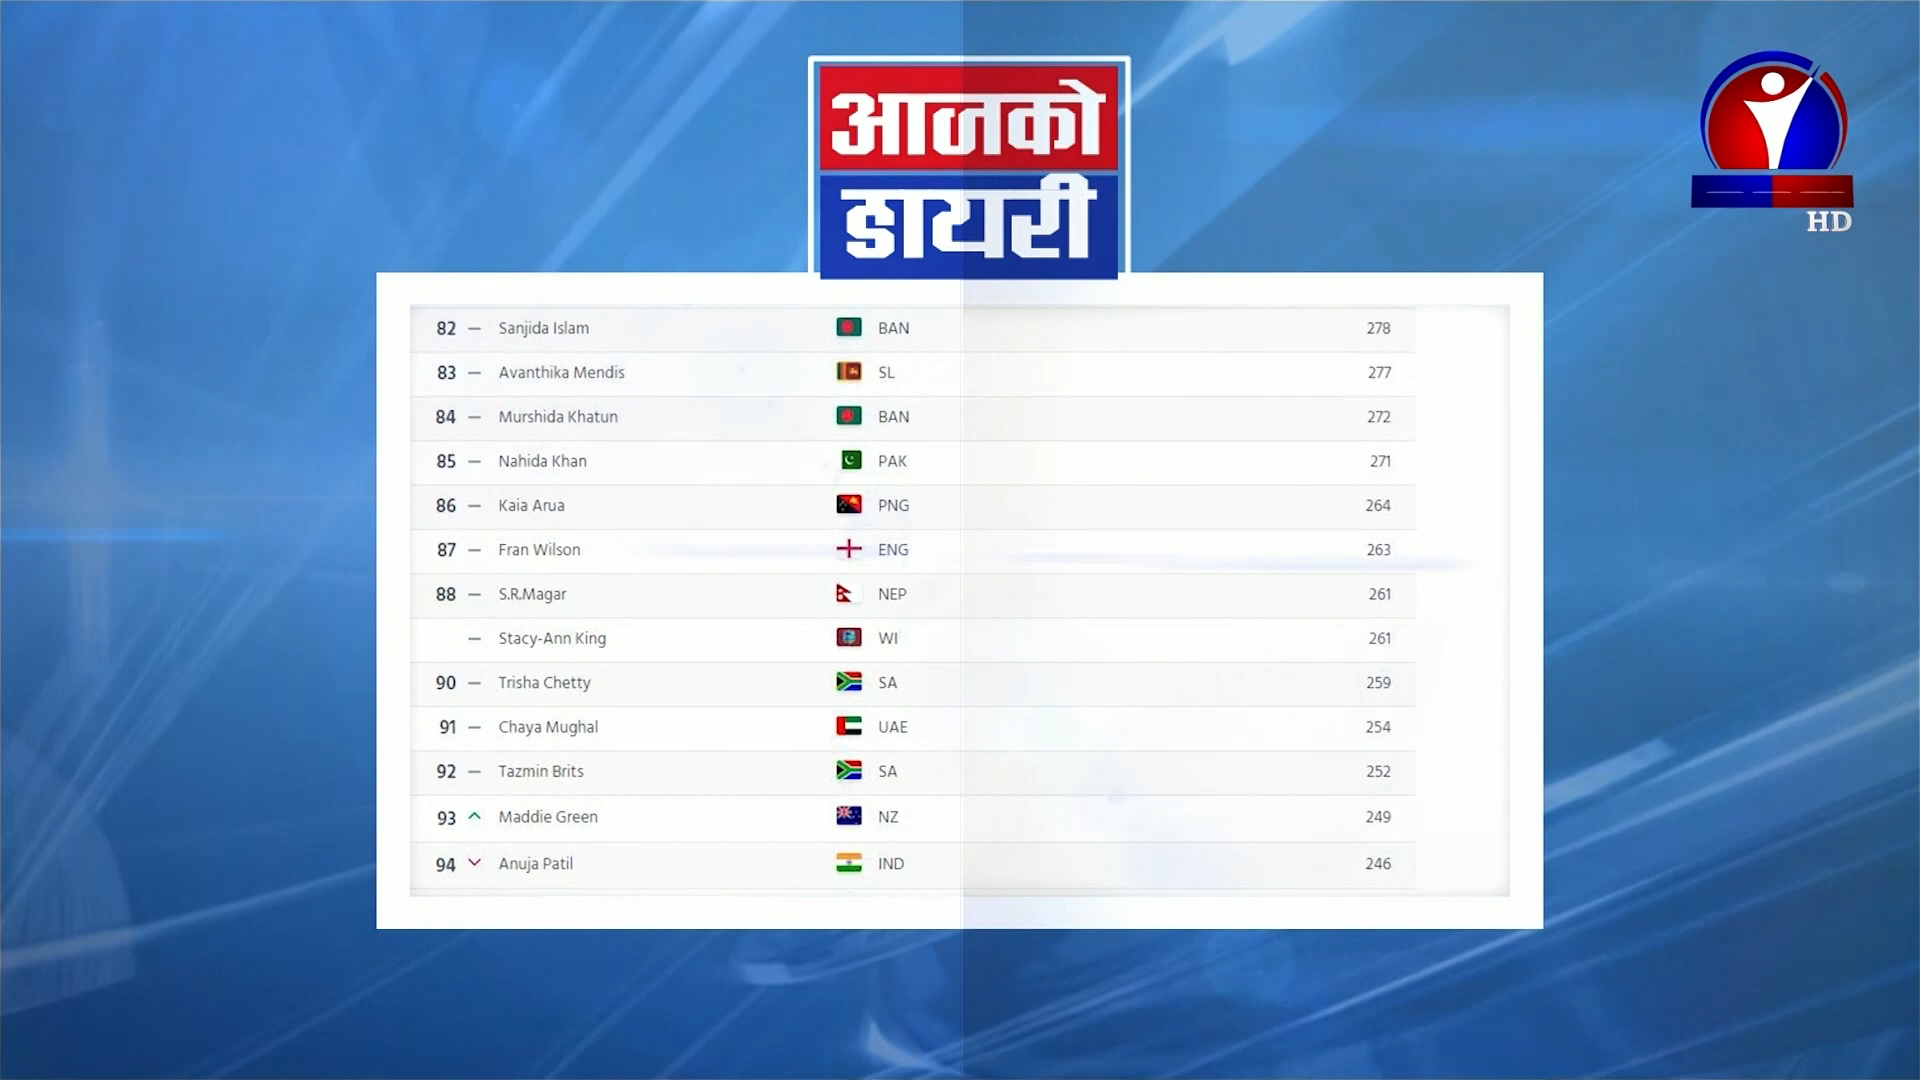 आजको
डायरी
HD
82 — Sanjida Islam BAN 278
83 — Avanthika Mendis SL 277
84 — Murshida Khatun BAN 272
85 — Nahida Khan PAK 271
86 — Kaia Arua PNG 264
87 — Fran Wilson ENG 263
88 — S.R.Magar NEP 261
— Stacy-Ann King WI 261
90 — Trisha Chetty SA 259
91 — Chaya Mughal UAE 254
92 — Tazmin Brits SA 252
93 Maddie Green NZ 249
94 Anuja Patil IND 246